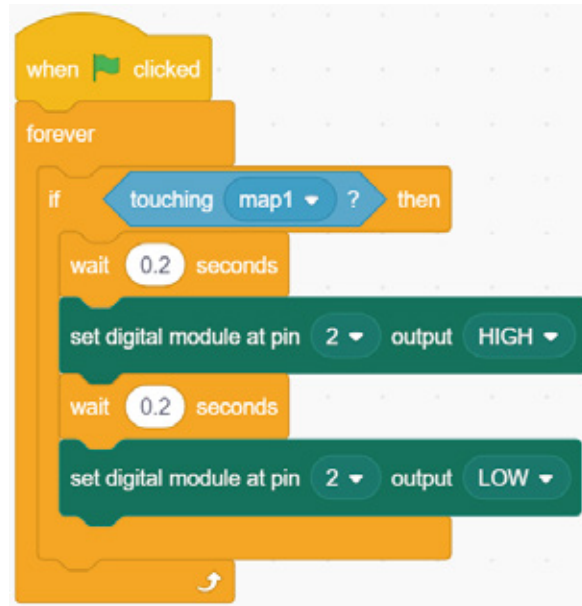 when clicked
forever
if touching map1 ? then
wait 0.2 seconds
set digital module at pin 2 output HIGH
wait 0.2 seconds
set digital module at pin 2 output LOW